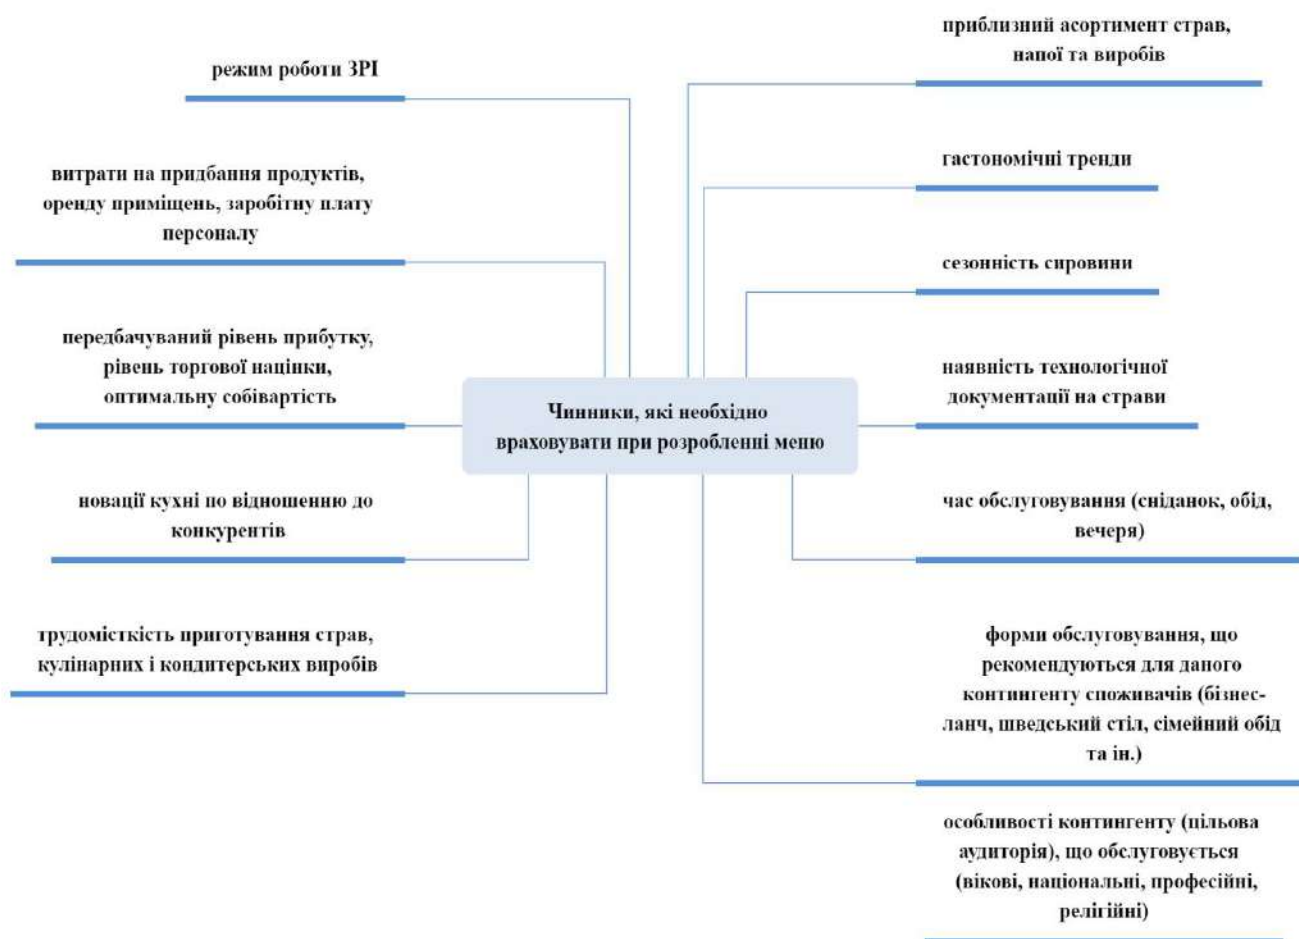 режим роботи ЗРІ
витрати на придбання продуктів,
оренду приміщень, заробітну плату
персоналу
передбачуваний рівень прибутку,
рівень торгової націнки,
оптимальну собівартість
новації кухні по відношенню до
конкурентів
трудомісткість приготування страв,
кулінарних і кондитерських виробів
Чинники, які необхідно
враховувати при розробленні меню
приблизний асортимент страв,
напої та виробів
гастономічні тренди
сезонність сировини
наявність технологічної
документації на страви
час обслуговування (сніданок, обід,
вечеря)
форми обслуговування, що
рекомендуються для даного
контингенту споживачів (бізнес-
ланч, шведський стіл, сімейний обід
та ін.)
особливості контингенту (цільова
аудиторія), що обслуговується
(вікові, національні, професійні,
релігійні)